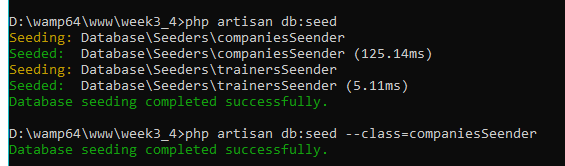 D:\wamp64\www\week3_4>php artisan db:seed
Seeding: Database\Seeders\companiesSeender
Seeded:  Database\Seeders\companiesSeender (125.14ms)
Seeding: Database\Seeders\trainersSeender
Seeded:  Database\Seeders\trainersSeender (5.11ms)
Database seeding completed successfully.
D:\wamp64\www\week3_4>php artisan db:seed --class=companiesSeender
Database seeding completed successfully.